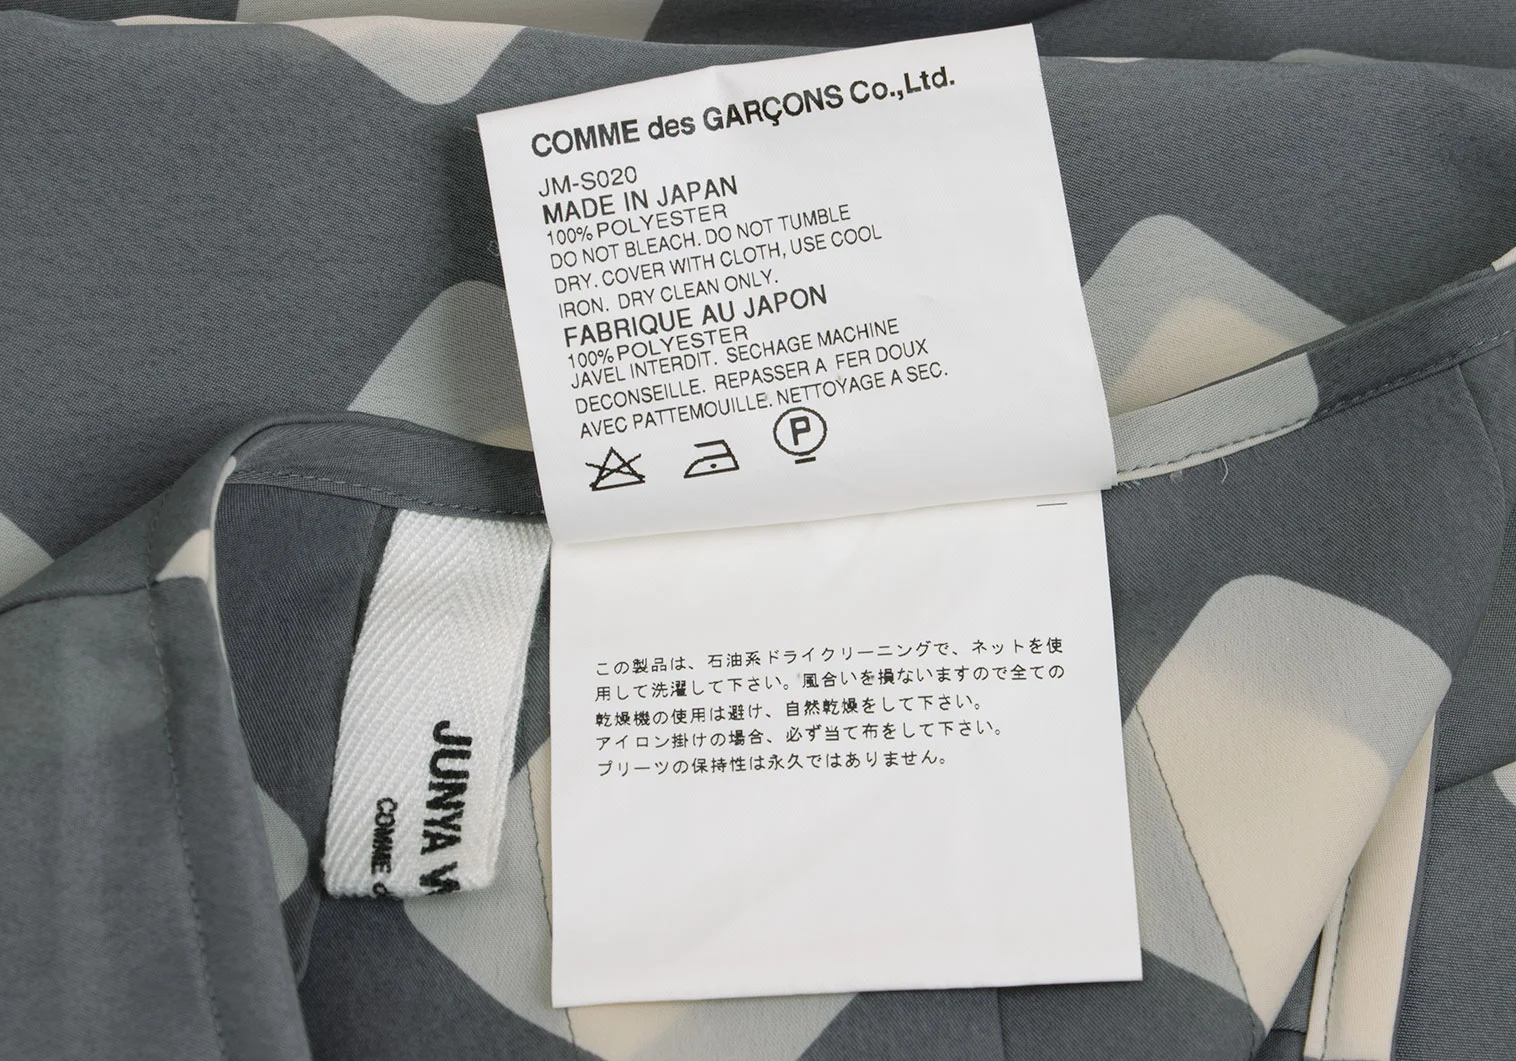 COMME des GARÇONS Co.,Ltd.
JM-S020
MADE IN JAPAN
100% POLYESTER
DO NOT BLEACH. DO NOT TUMBLE
DRY. COVER WITH CLOTH, USE COOL
IRON. DRY CLEAN ONLY.
FABRIQUE AU JAPON
100% POLYESTER
JAVEL INTERDIT. SECHAGE MACHINE
DECONSEILLE. REPASSER A FER DOUX
AVEC PATTEMOUILLE. NETTOYAGE A SEC.
P
この製品は、石油系ドライクリーニングで、ネットを使
用して洗濯して下さい。風合いを損ないますので全ての
乾燥機の使用は避け、自然乾燥をして下さい。
アイロン掛けの場合、必ず当て布をして下さい。
プリーツの保持性は永久ではありません。
JUNYA
COMME